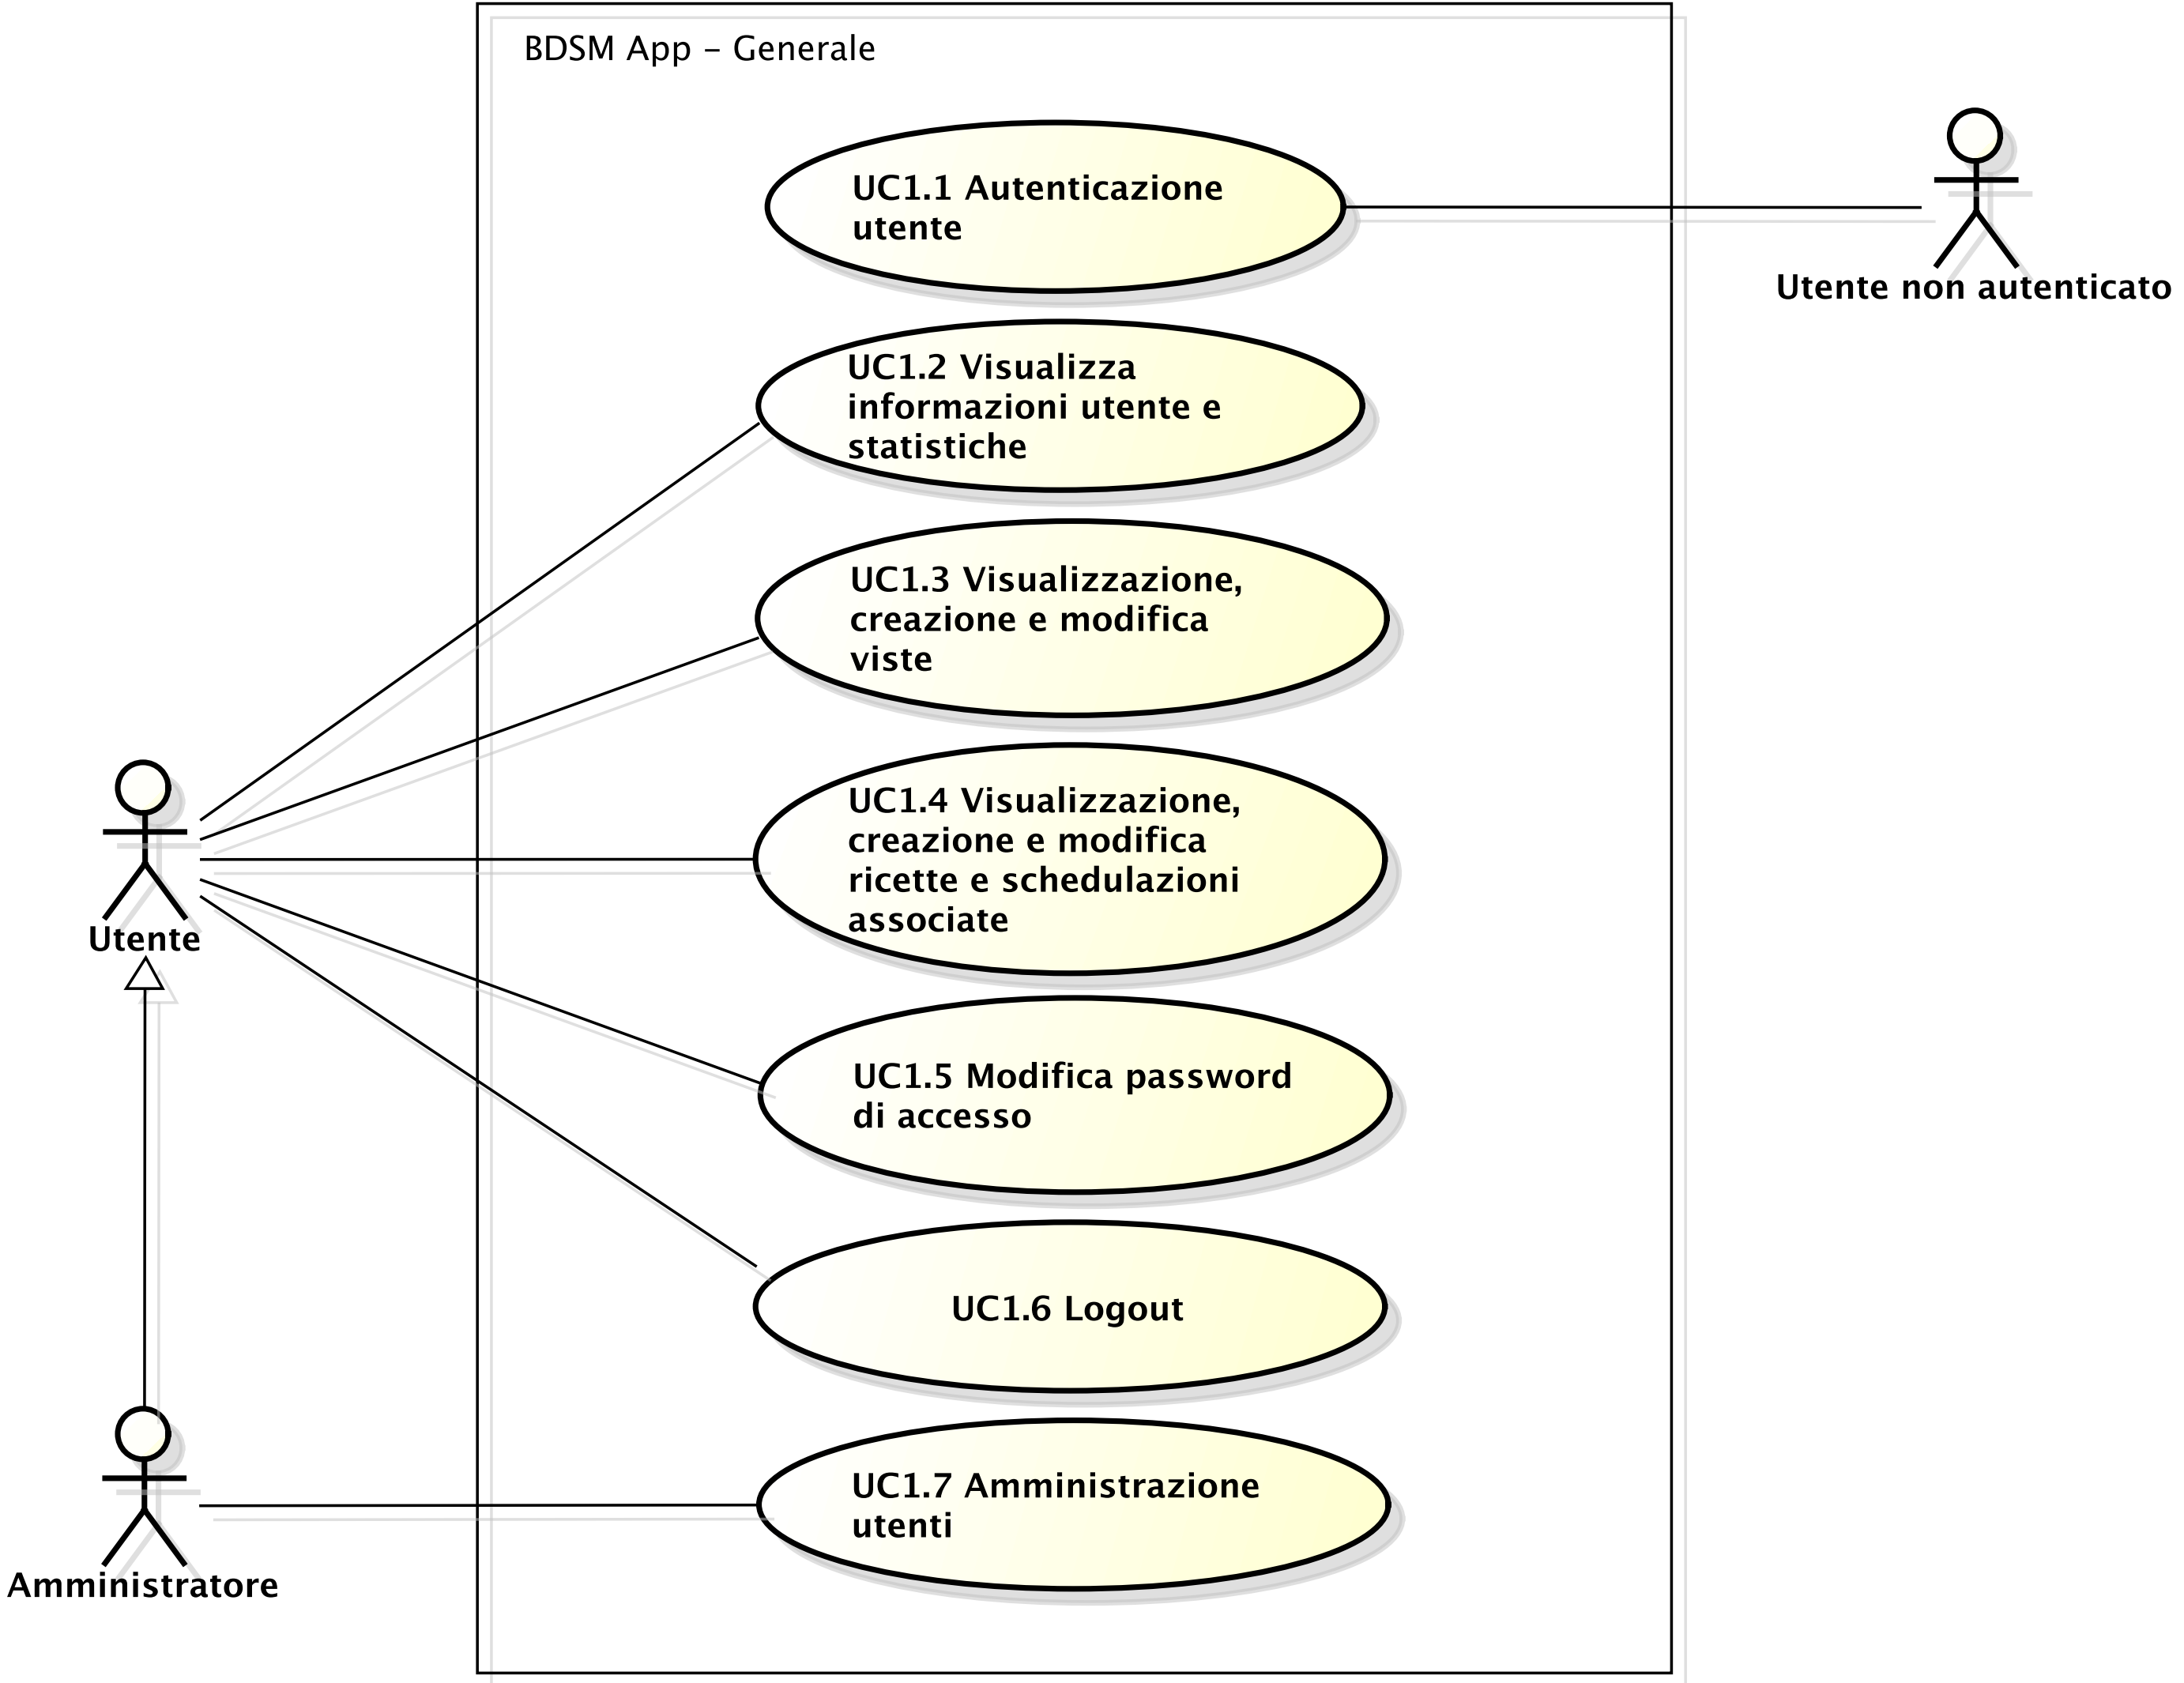 BDSM App – Generale
UC1.1 Autenticazione
utente
Utente non autenticato
UC1.2 Visualizza
informazioni utente e
statistiche
UC1.3 Visualizzazione,
creazione e modifica
viste
UC1.4 Visualizzazione,
creazione e modifica
ricette e schedulazioni
associate
Utente
UC1.5 Modifica password
di accesso
UC1.6 Logout
UC1.7 Amministrazione
utenti
Amministratore